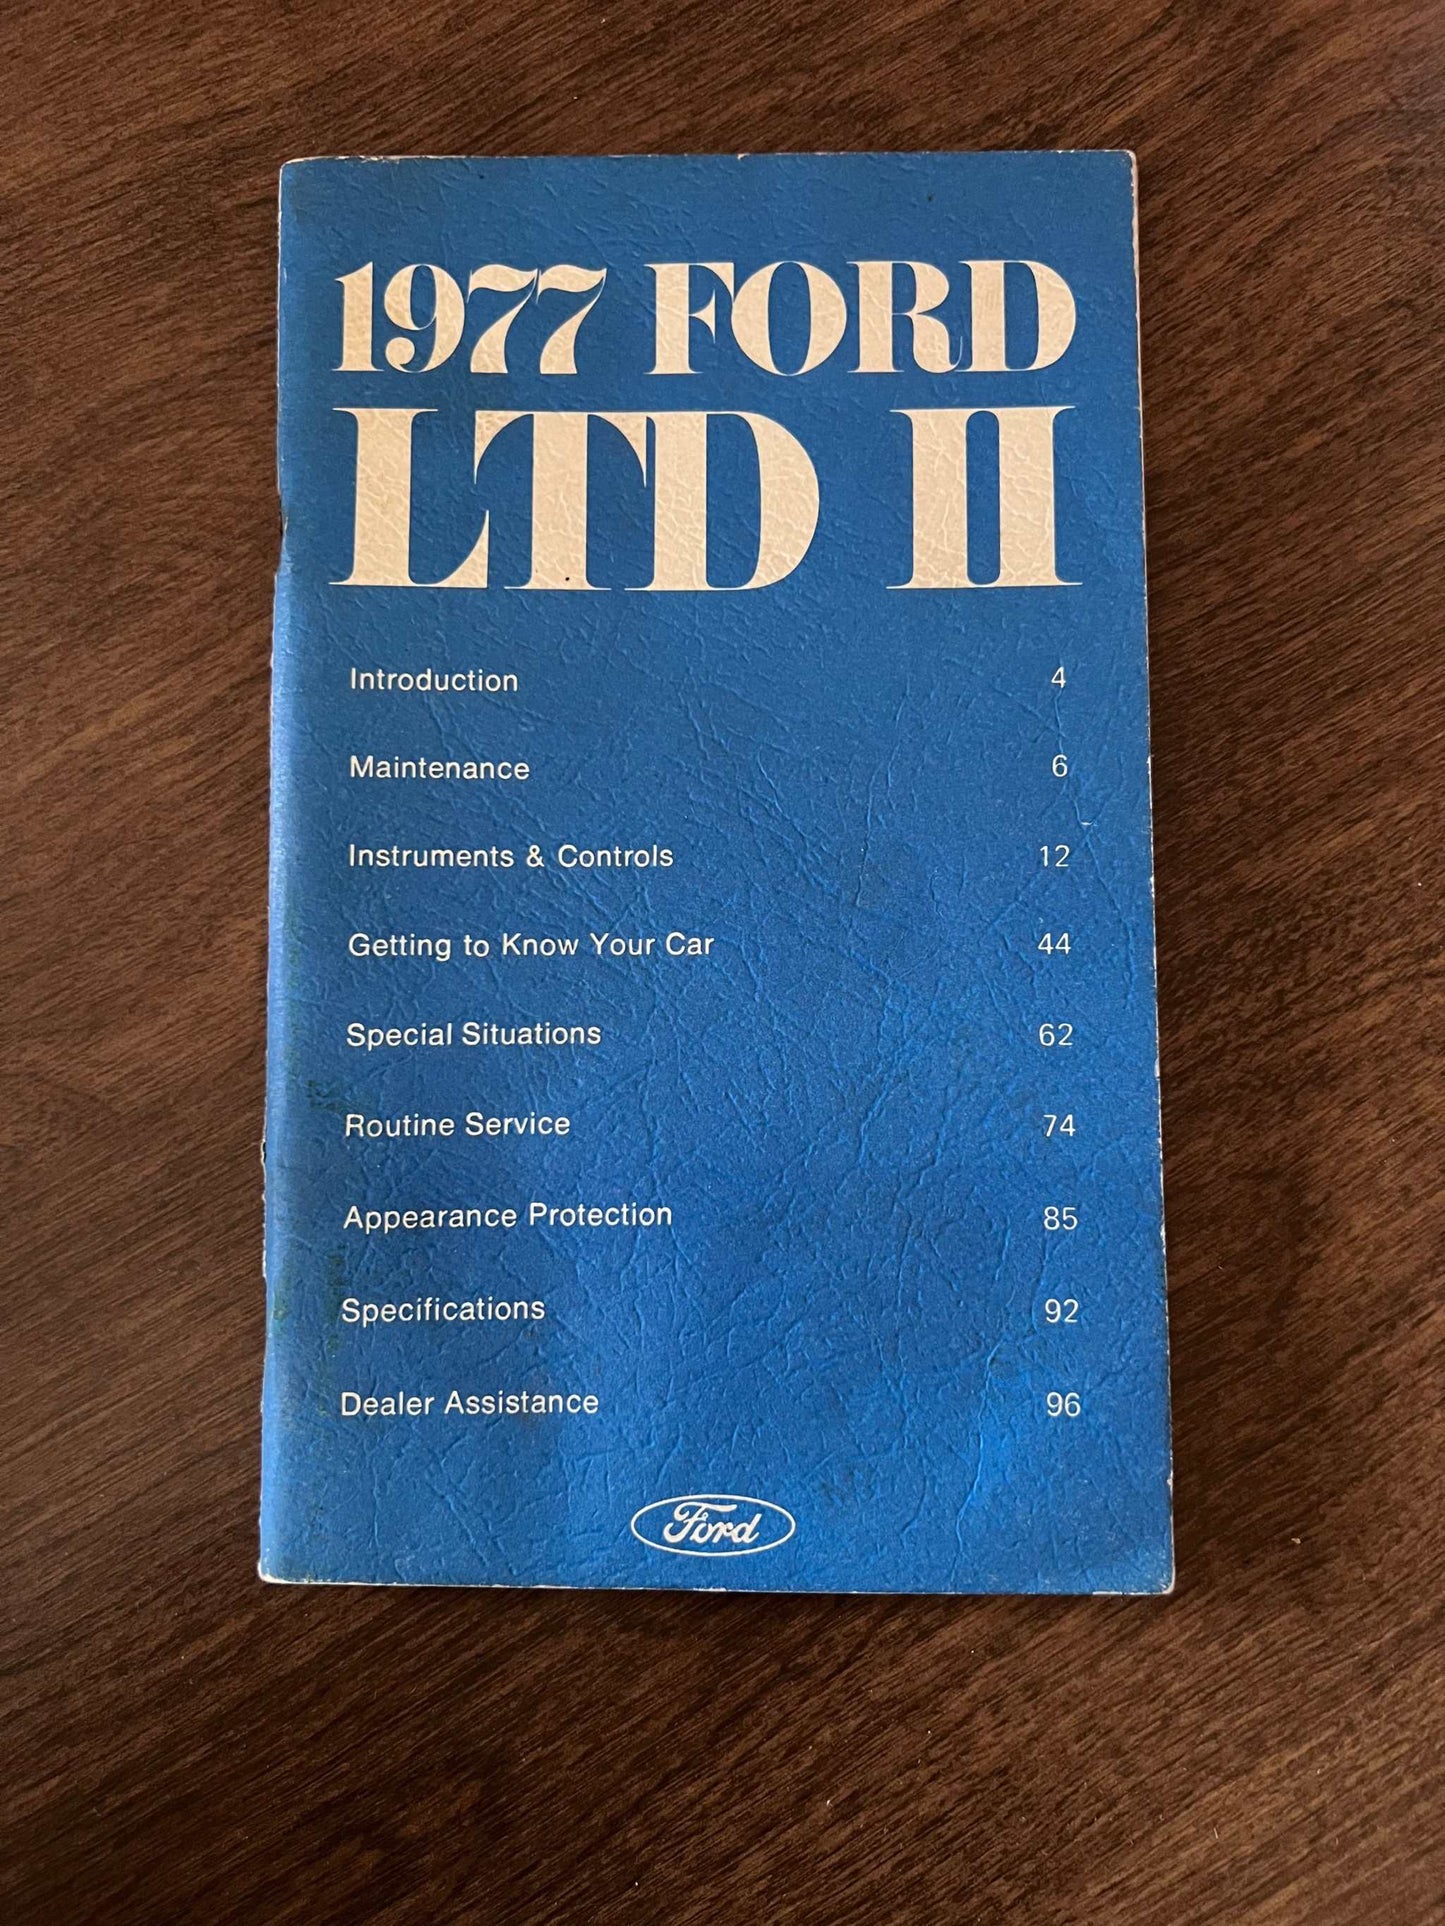 1977 FORD
LTD II
Introduction 4
Maintenance 6
Instruments & Controls 12
Getting to Know Your Car 44
Special Situations 62
Routine Service 74
Appearance Protection 85
Specifications 92
Dealer Assistance 96
Ford